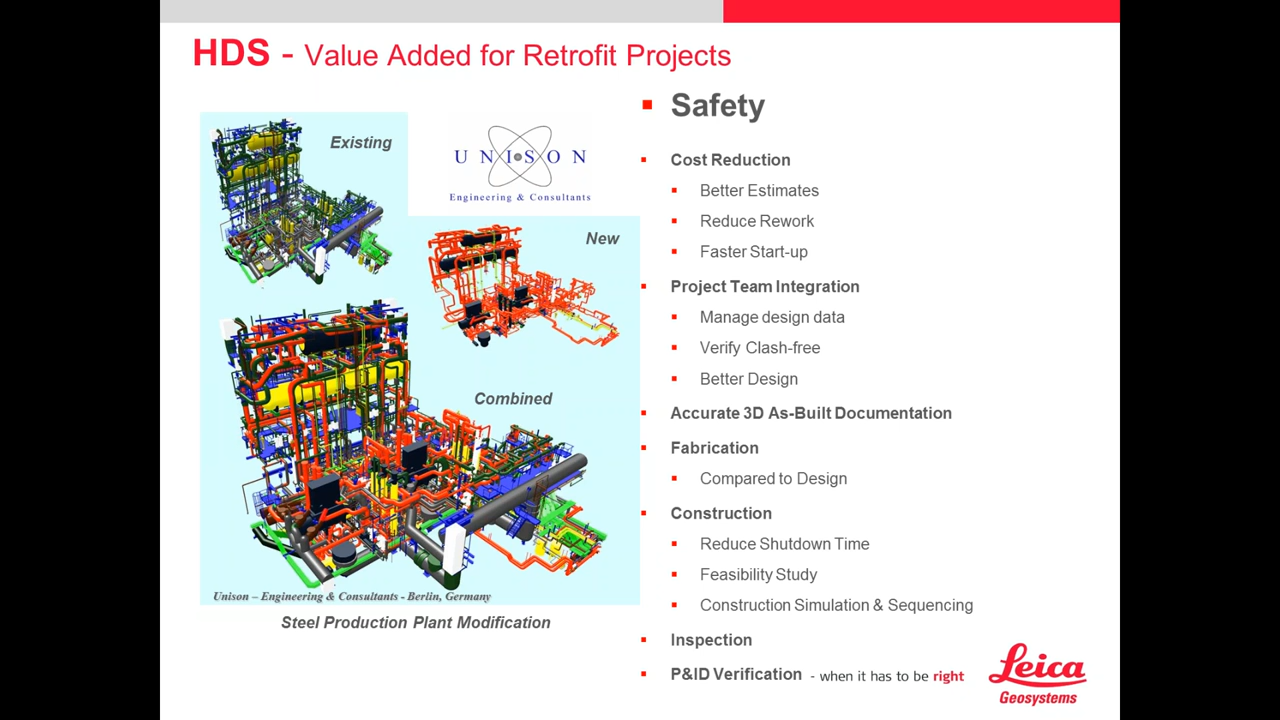 HDS - Value Added for Retrofit Projects
Existing
UNISON
Engineering & Consultants
New
Combined
Unison – Engineering & Consultants - Berlin, Germany
Steel Production Plant Modification
Safety
Cost Reduction
Better Estimates
Reduce Rework
Faster Start-up
Project Team Integration
Manage design data
Verify Clash-free
Better Design
Accurate 3D As-Built Documentation
Fabrication
Compared to Design
Construction
Reduce Shutdown Time
Feasibility Study
Construction Simulation & Sequencing
Inspection
P&ID Verification - when it has to be right
Leica
Geosystems